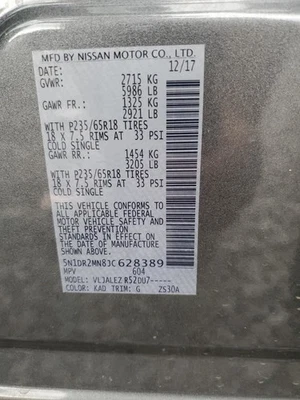 MFD BY NISSAN MOTOR CO., LTD.
DATE: 12/17
GVWR: 2715 KG
5986 LB
GAWR FR.: 1325 KG
2921 LB
WITH P235/65R18 TIRES
18 X 7.5 RIMS AT 33 PSI
COLD SINGLE
GAWR RR.: 1454 KG
3205 LB
WITH P235/65R18 TIRES
18 X 7.5 RIMS AT 33 PSI
COLD SINGLE
THIS VEHICLE CONFORMS TO
ALL APPLICABLE FEDERAL
MOTOR VEHICLE SAFETY AND
THEFT PREVENTION
STANDARDS IN EFFECT ON
THE DATE OF MANUFACTURE
SHOWN ABOVE.
5N1DR2MN8JC628389
MPV 604
MODEL: VLJALEZ R52UU7-----
COLOR: KAD TRIM: G 2530A